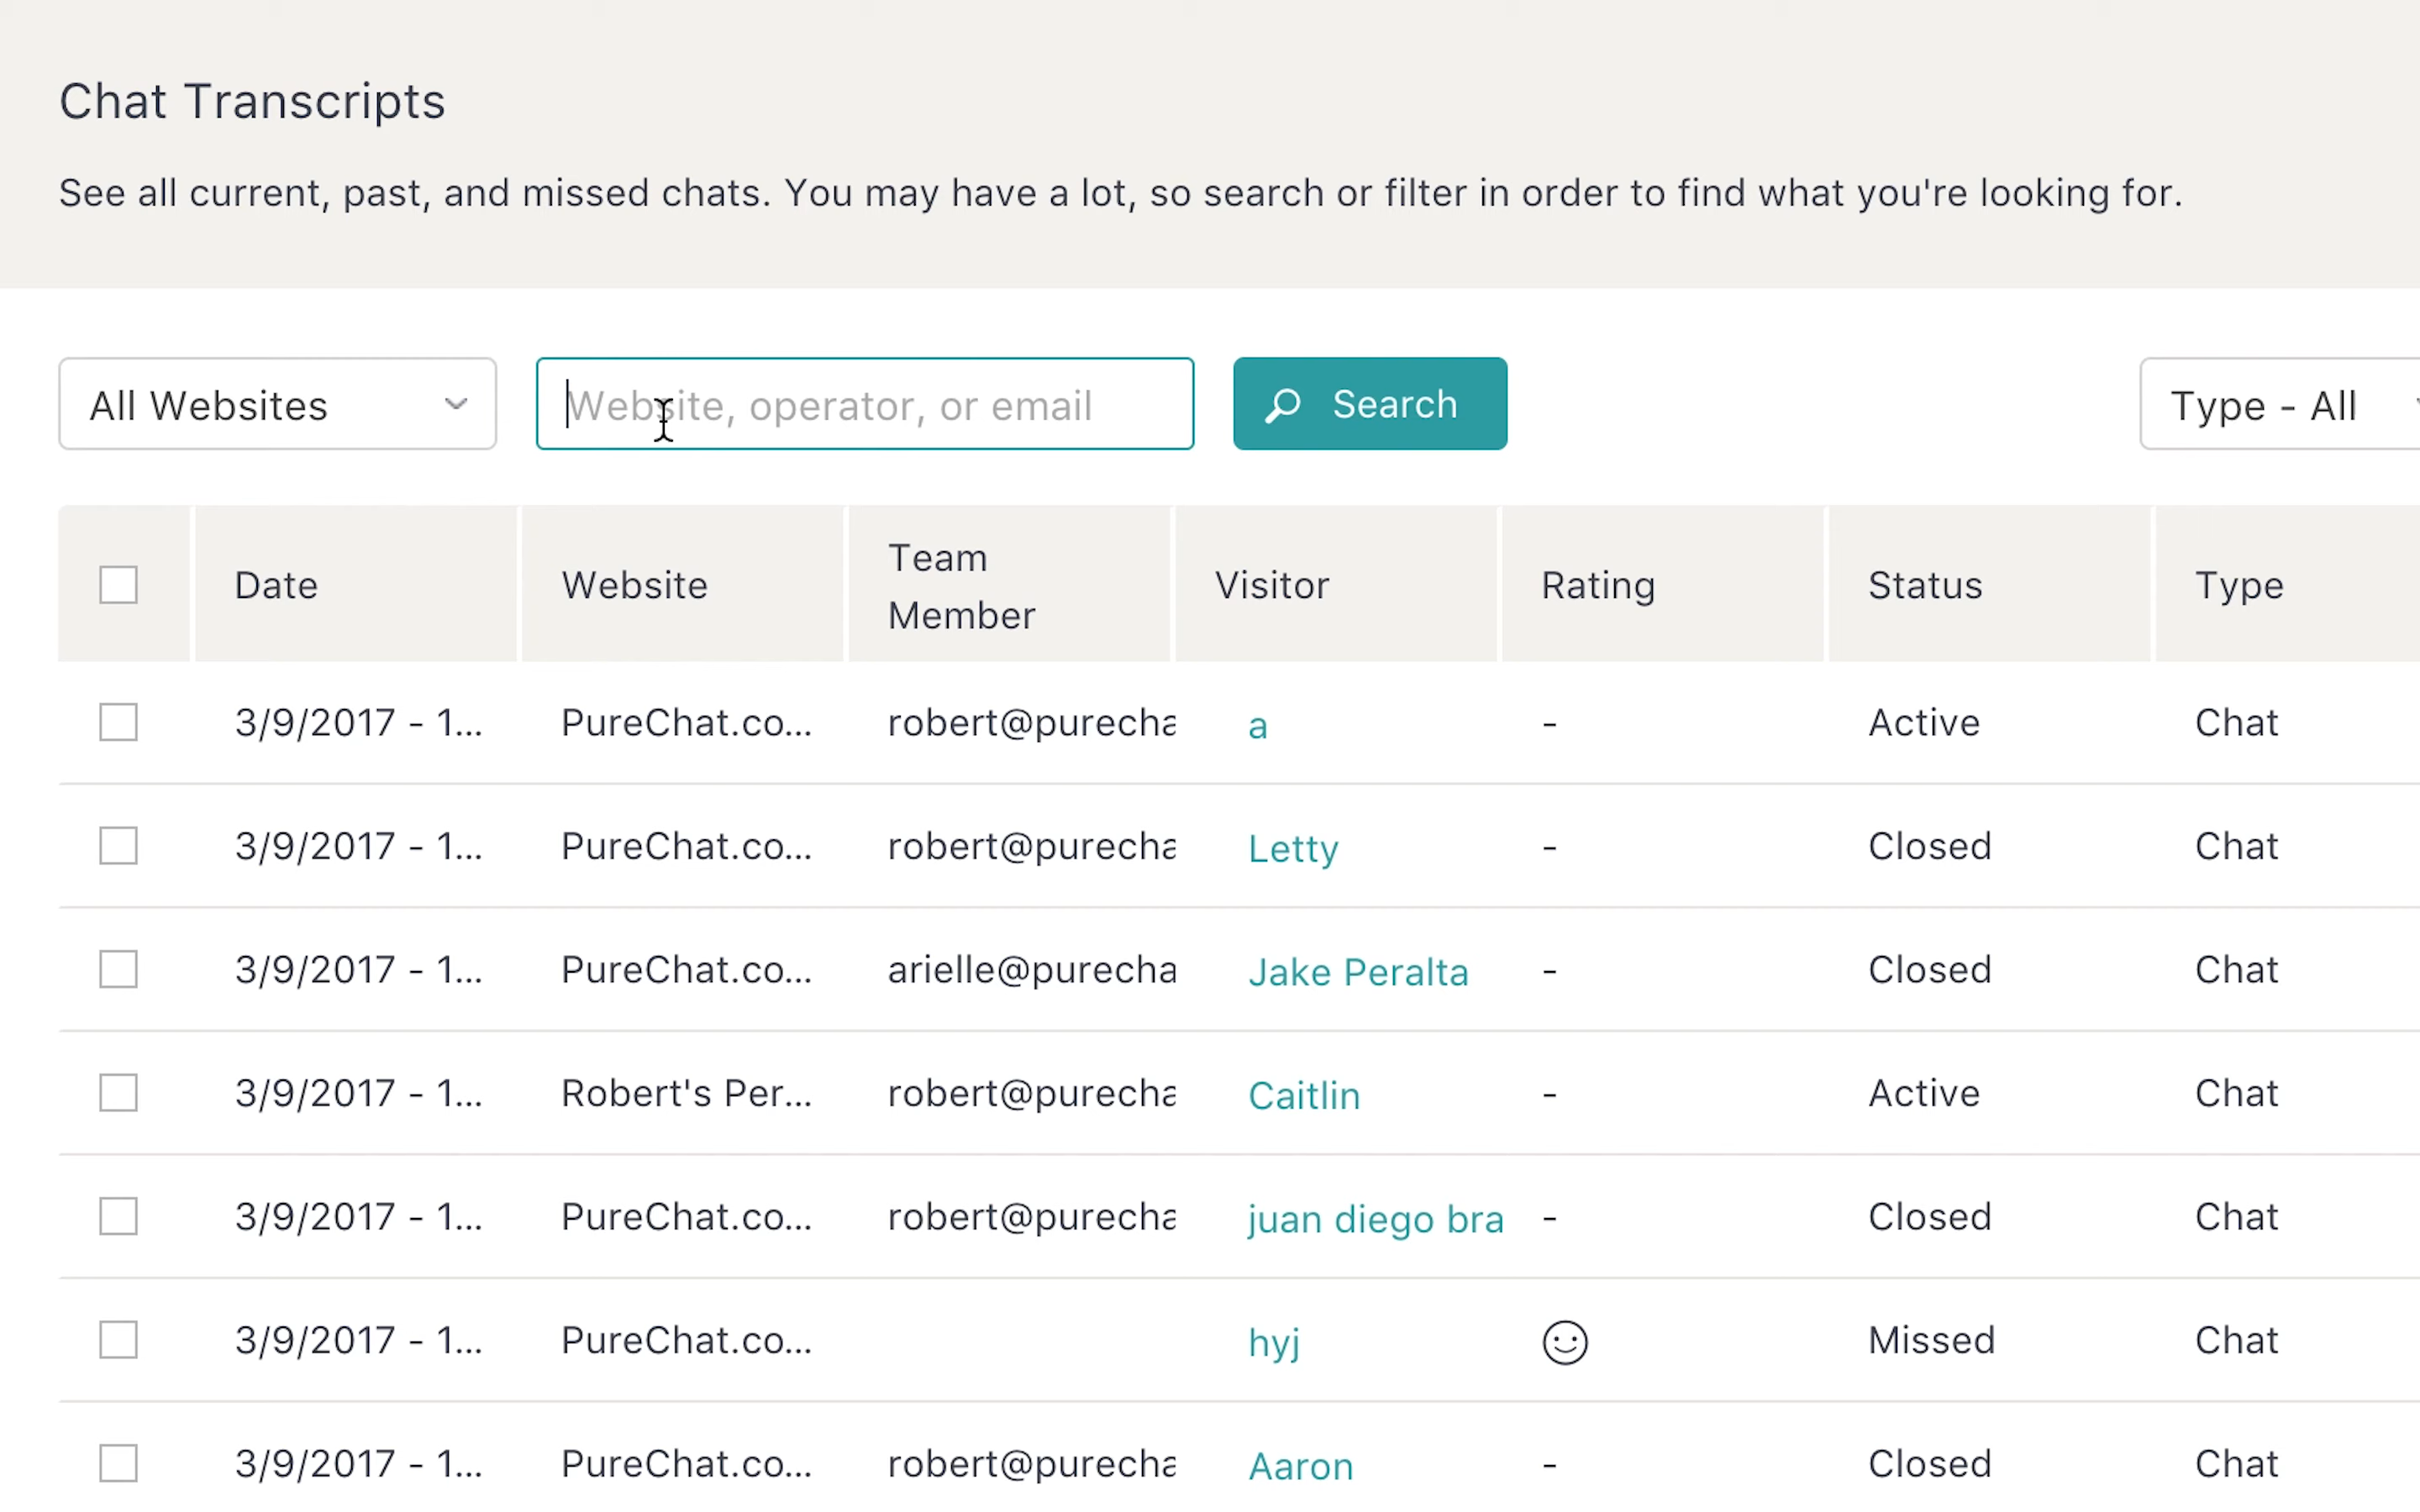 Chat Transcripts
See all current, past, and missed chats. You may have a lot, so search or filter in order to find what you're looking for.
All Websites Website, operator, or email Search Type - All
Date Website Team Member Visitor Rating Status Type
3/9/2017 - 1... PureChat.co... robert@purecha a - Active Chat
3/9/2017 - 1... PureChat.co... robert@purecha Letty - Closed Chat
3/9/2017 - 1... PureChat.co... arielle@purecha Jake Peralta - Closed Chat
3/9/2017 - 1... Robert's Per... robert@purecha Caitlin - Active Chat
3/9/2017 - 1... PureChat.co... robert@purecha juan diego bra - Closed Chat
3/9/2017 - 1... PureChat.co... hyj Missed Chat
3/9/2017 - 1... PureChat.co... robert@purecha Aaron - Closed Chat